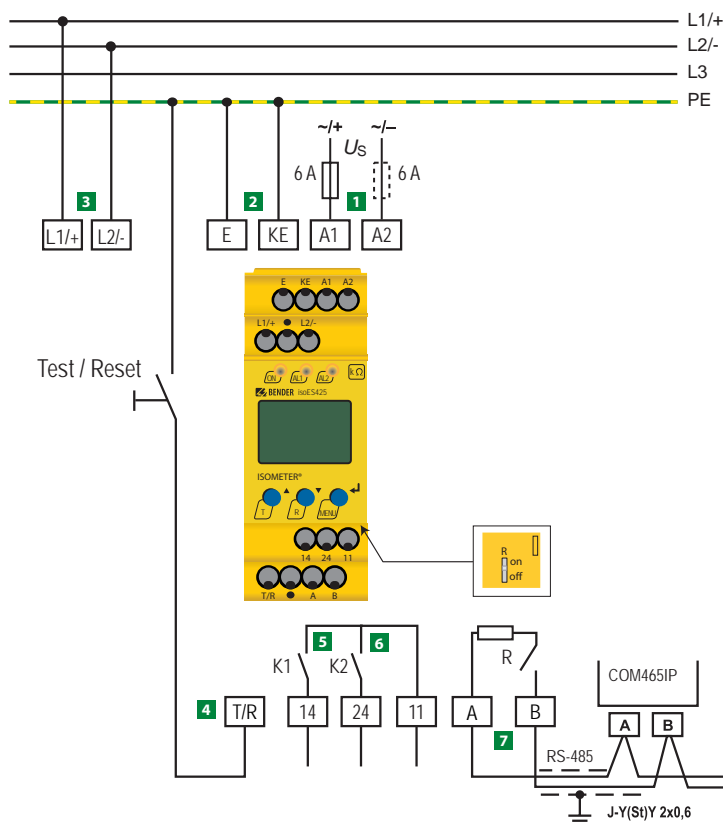 L1/+
L2/-
L3
PE
~/+ ~/–
US
6 A 6 A
3 2 1
L1/+ L2/- E KE A1 A2
E KE A1 A2
L1/+ L2/-
Test / Reset
ON AL1 AL2 kΩ
BENDER isoES425
ISOMETER®
T R MENU
14 24 11
T/R A B
R
on
off
5 6
K1 K2 R
COM465IP
4 T/R 14 24 11 A B
A B
7
RS-485
J-Y(St)Y 2x0,6